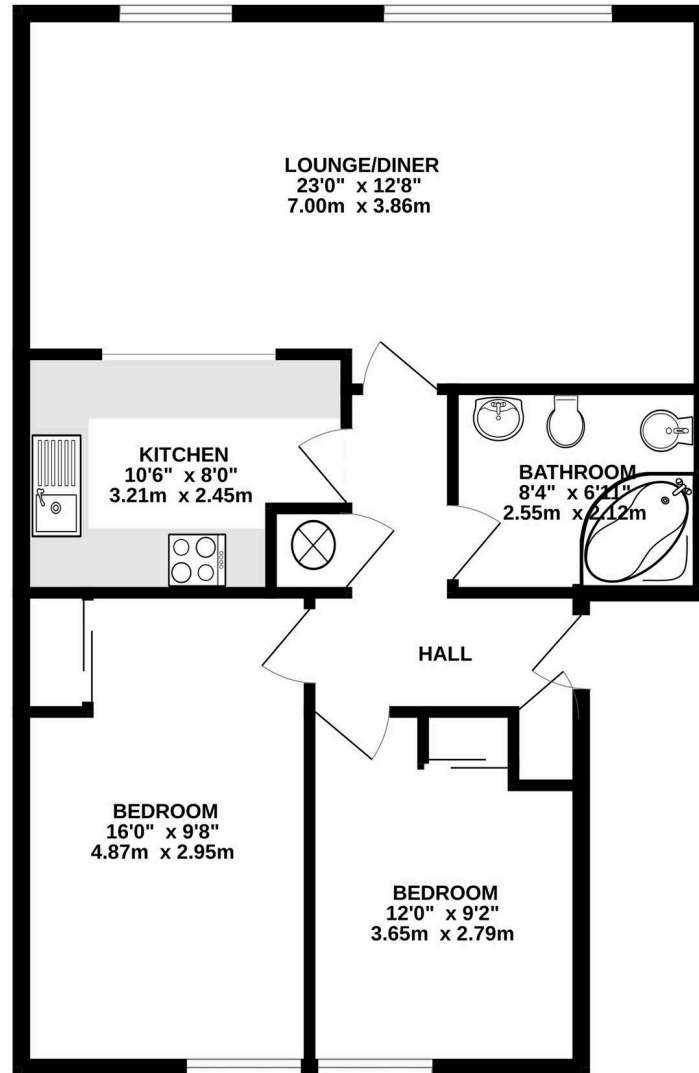 LOUNGE/DINER
23'0" x 12'8"
7.00m x 3.86m
KITCHEN
10'6" x 8'0"
3.21m x 2.45m
BATHROOM
8'4" x 6'11"
2.55m x 2.12m
HALL
BEDROOM
16'0" x 9'8"
4.87m x 2.95m
BEDROOM
12'0" x 9'2"
3.65m x 2.79m